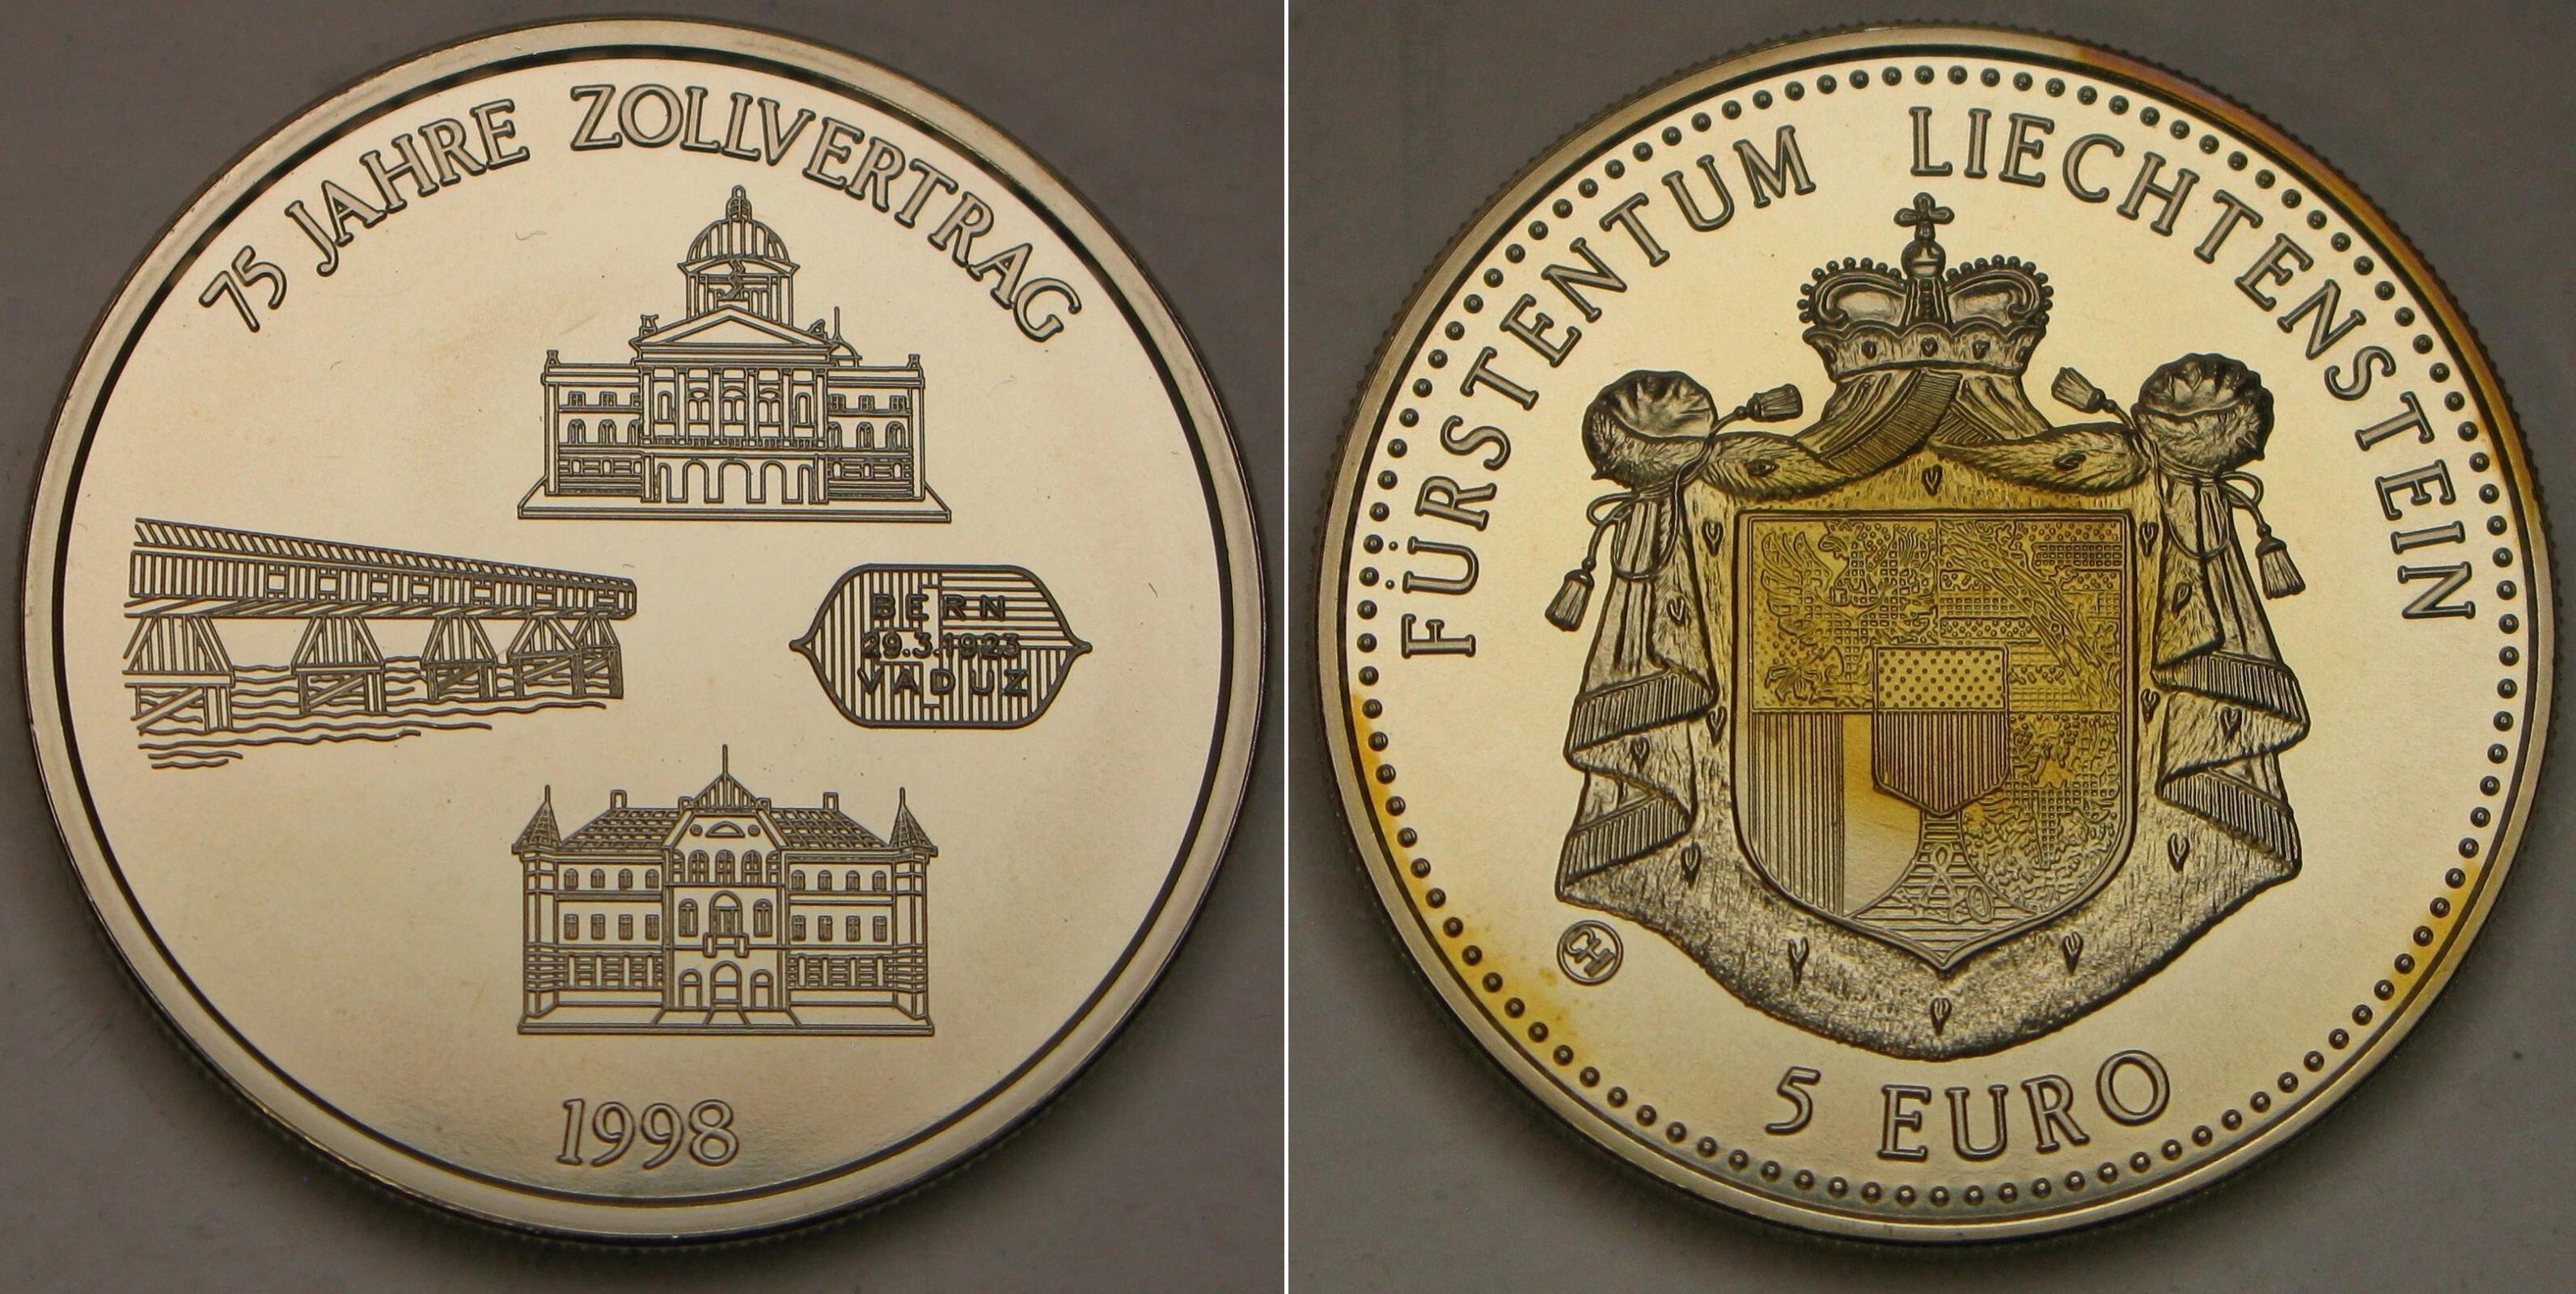 75 JAHRE ZOLLVERTRAG
BERN
29.3.1923
VADUZ
1998
FÜRSTENTUM LIECHTENSTEIN
CH
5 EURO